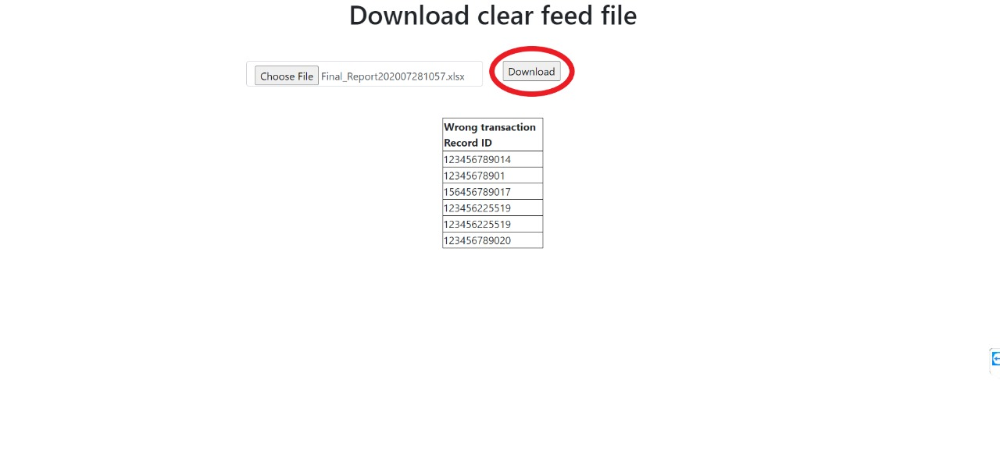 Download clear feed file
Choose File Final_Report202007281057.xlsx Download
Wrong transaction
Record ID
123456789014
12345678901
156456789017
123456225519
123456225519
123456789020